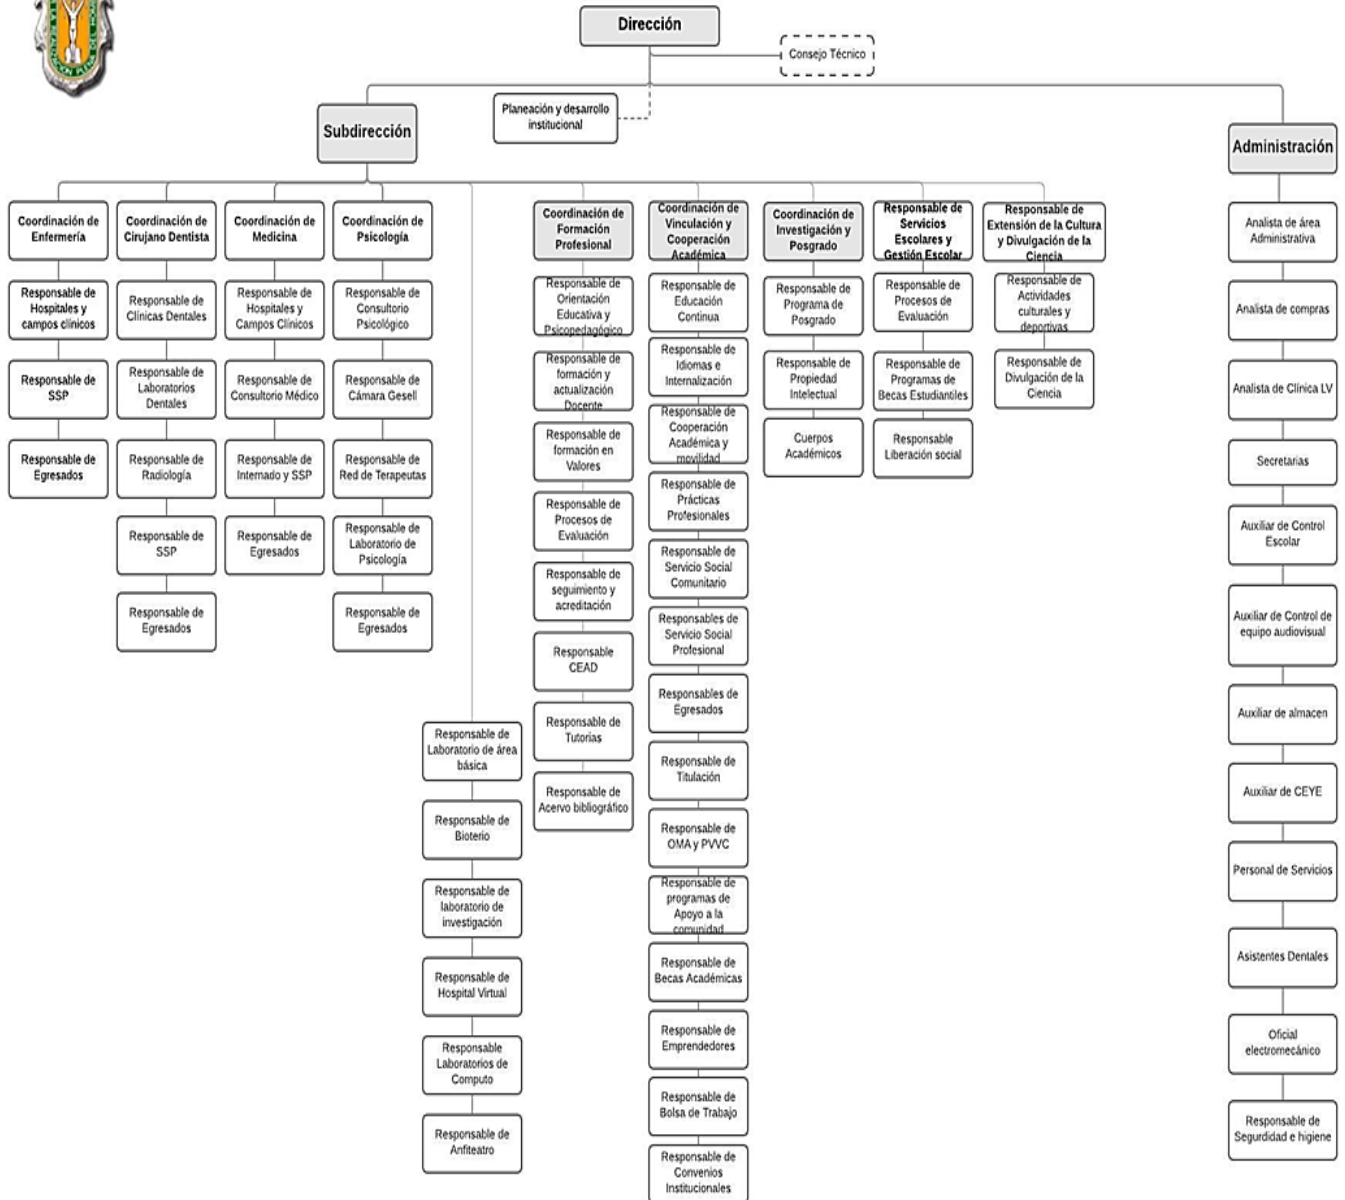 Dirección
Consejo Técnico
Planeación y desarrollo
institucional
Subdirección
Administración
Coordinación de
Enfermería
Responsable de
Hospitales y
campos clínicos
Responsable de
SSP
Responsable de
Egresados
Coordinación de
Cirujano Dentista
Responsable de
Clínicas Dentales
Responsable de
Laboratorios
Dentales
Responsable de
Radiología
Responsable de
SSP
Responsable de
Egresados
Coordinación de
Medicina
Responsable de
Hospitales y
Campos Clínicos
Responsable de
Consultorio Médico
Responsable de
Internado y SSP
Responsable de
Egresados
Coordinación de
Psicología
Responsable de
Consultorio
Psicológico
Responsable de
Cámara Gesell
Responsable de
Red de Terapeutas
Responsable de
Laboratorio de
Psicología
Responsable de
Egresados
Responsable de
Laboratorio de área
básica
Responsable de
Bioterio
Responsable de
laboratorio de
investigación
Responsable de
Hospital Virtual
Responsable
Laboratorios de
Computo
Responsable de
Anfiteatro
Coordinación de
Formación
Profesional
Responsable de
Orientación
Educativa y
Psicopedagógico
Responsable de
formación y
actualización
Docente
Responsable de
formación en
Valores
Responsable de
Procesos de
Evaluación
Responsable de
seguimiento y
acreditación
Responsable
CEAD
Responsable de
Tutorias
Responsable de
Acervo bibliográfico
Coordinación de
Vinculación y
Cooperación
Académica
Responsable de
Educación
Continua
Responsable de
Idiomas e
Internalización
Responsable de
Cooperación
Académica y
movilidad
Responsable de
Prácticas
Profesionales
Responsable de
Servicio Social
Comunitario
Responsables de
Servicio Social
Profesional
Responsables de
Egresados
Responsable de
Titulación
Responsable de
OMA y PVVC
Responsable de
programas de
Apoyo a la
comunidad
Responsable de
Becas Académicas
Responsable de
Emprendedores
Responsable de
Bolsa de Trabajo
Responsable de
Convenios
Institucionales
Coordinación de
Investigación y
Posgrado
Responsable de
Programa de
Posgrado
Responsable de
Propiedad
Intelectual
Cuerpos
Académicos
Responsable de
Servicios
Escolares y
Gestión Escolar
Responsable de
Procesos de
Evaluación
Responsable de
Programas de
Becas Estudiantiles
Responsable
Liberación social
Responsable de
Extensión de la Cultura
y Divulgación de la
Ciencia
Responsable de
Actividades
culturales y
deportivas
Responsable de
Divulgación de la
Ciencia
Analista de área
Administrativa
Analista de compras
Analista de Clínica LV
Secretarias
Auxiliar de Control
Escolar
Auxiliar de Control de
equipo audiovisual
Auxiliar de almacen
Auxiliar de CEYE
Personal de Servicios
Asistentes Dentales
Oficial
electromecánico
Responsable de
Segurdidad e higiene